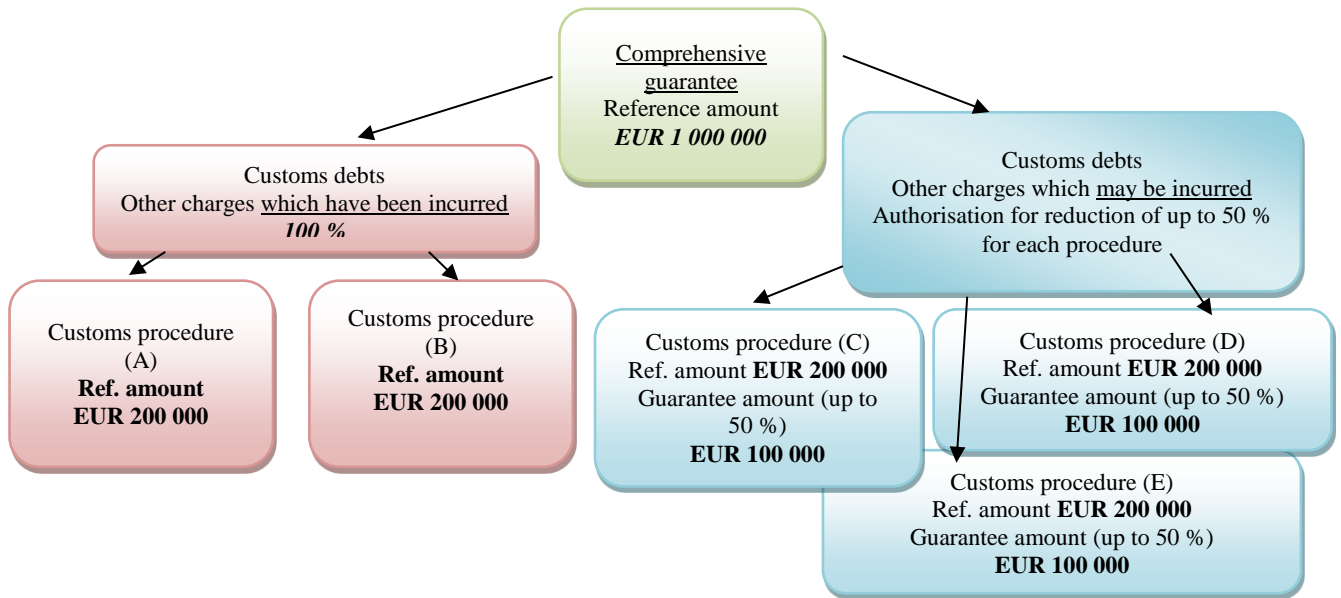 Comprehensive
guarantee
Reference amount
EUR 1 000 000
Customs debts
Other charges which have been incurred
100 %
Customs debts
Other charges which may be incurred
Authorisation for reduction of up to 50 %
for each procedure
Customs procedure
(A)
Ref. amount
EUR 200 000
Customs procedure
(B)
Ref. amount
EUR 200 000
Customs procedure (C)
Ref. amount EUR 200 000
Guarantee amount (up to
50 %)
EUR 100 000
Customs procedure (D)
Ref. amount EUR 200 000
Guarantee amount (up to 50 %)
EUR 100 000
Customs procedure (E)
Ref. amount EUR 200 000
Guarantee amount (up to 50 %)
EUR 100 000